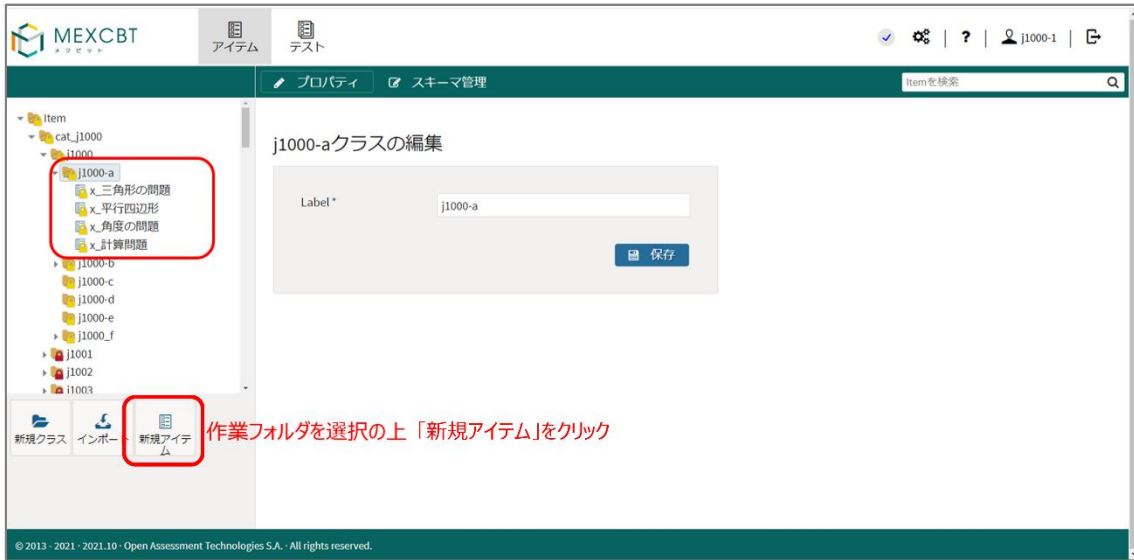 MEXCBT
メクビット
アイテム
テスト
? | j1000-1
プロパティ スキーマ管理
Itemを検索
Item
cat_j1000
j1000
j1000-a
x_三角形の問題
x_平行四辺形
x_角度の問題
x_計算問題
j1000-b
j1000-c
j1000-d
j1000-e
j1000_f
j1001
j1002
j1003
j1000-aクラスの編集
Label *
j1000-a
保存
新規クラス
インポート
新規アイテ
ム
作業フォルダを選択の上「新規アイテム」をクリック
© 2013 - 2021 · 2021.10 · Open Assessment Technologies S.A. · All rights reserved.